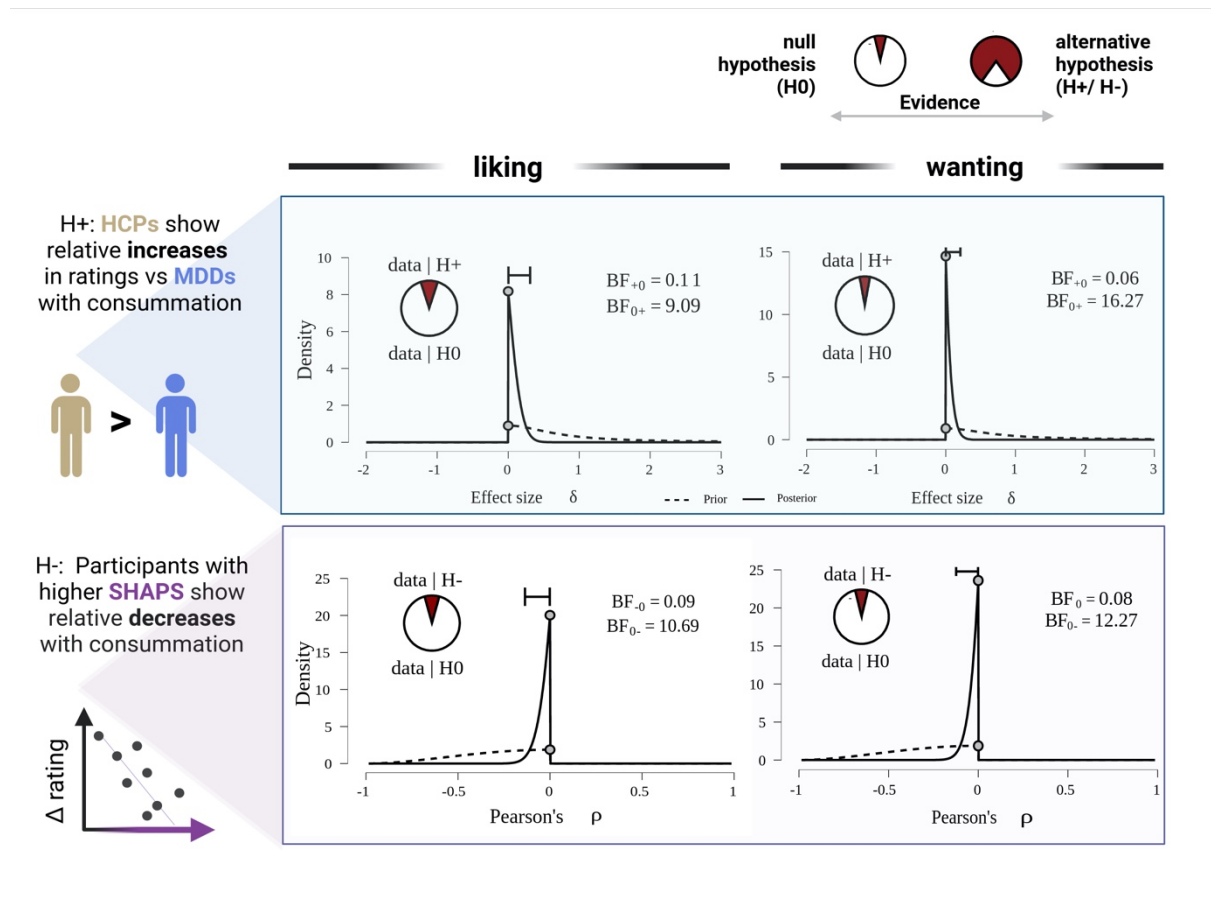 null
hypothesis
(H0)
alternative
hypothesis
(H+/ H-)
Evidence
liking
wanting
H+: HCPs show
relative increases
in ratings vs MDDs
with consummation
>
data | H+
data | H0
BF+0 = 0.11
BF0+ = 9.09
Density
10
8
6
4
2
0
-2 -1 0 1 2 3
Effect size δ
data | H+
data | H0
BF+0 = 0.06
BF0+ = 16.27
15
10
5
0
-2 -1 0 1 2 3
Effect size δ
Prior Posterior
H-: Participants with
higher SHAPS show
relative decreases
with consummation
Δ rating
data | H-
data | H0
BF-0 = 0.09
BF0- = 10.69
Density
25
20
15
10
5
0
-1 -0.5 0 0.5 1
Pearson's ρ
data | H-
data | H0
BF 0 = 0.08
BF0- = 12.27
25
20
15
10
5
0
-1 -0.5 0 0.5 1
Pearson's ρ